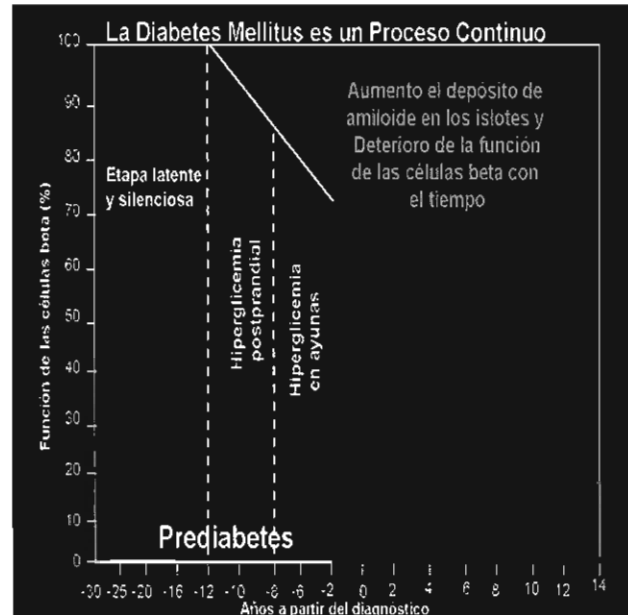 La Diabetes Mellitus es un Proceso Continuo
Aumento el depósito de
amiloide en los islotes y
Deterioro de la función
de las células beta con
el tiempo
Etapa latente
y silenciosa
Función de las células beta (%)
100
90
80
70
60
50
40
30
20
10
0
Hiperglicemia
postprandial
Hiperglicemia
en ayunas
Prediabetes
-30 -25 -20 -16 -12 -10 -8 -6 -2 0 2 4 6 8 10 12 14
Años a partir del diagnóstico